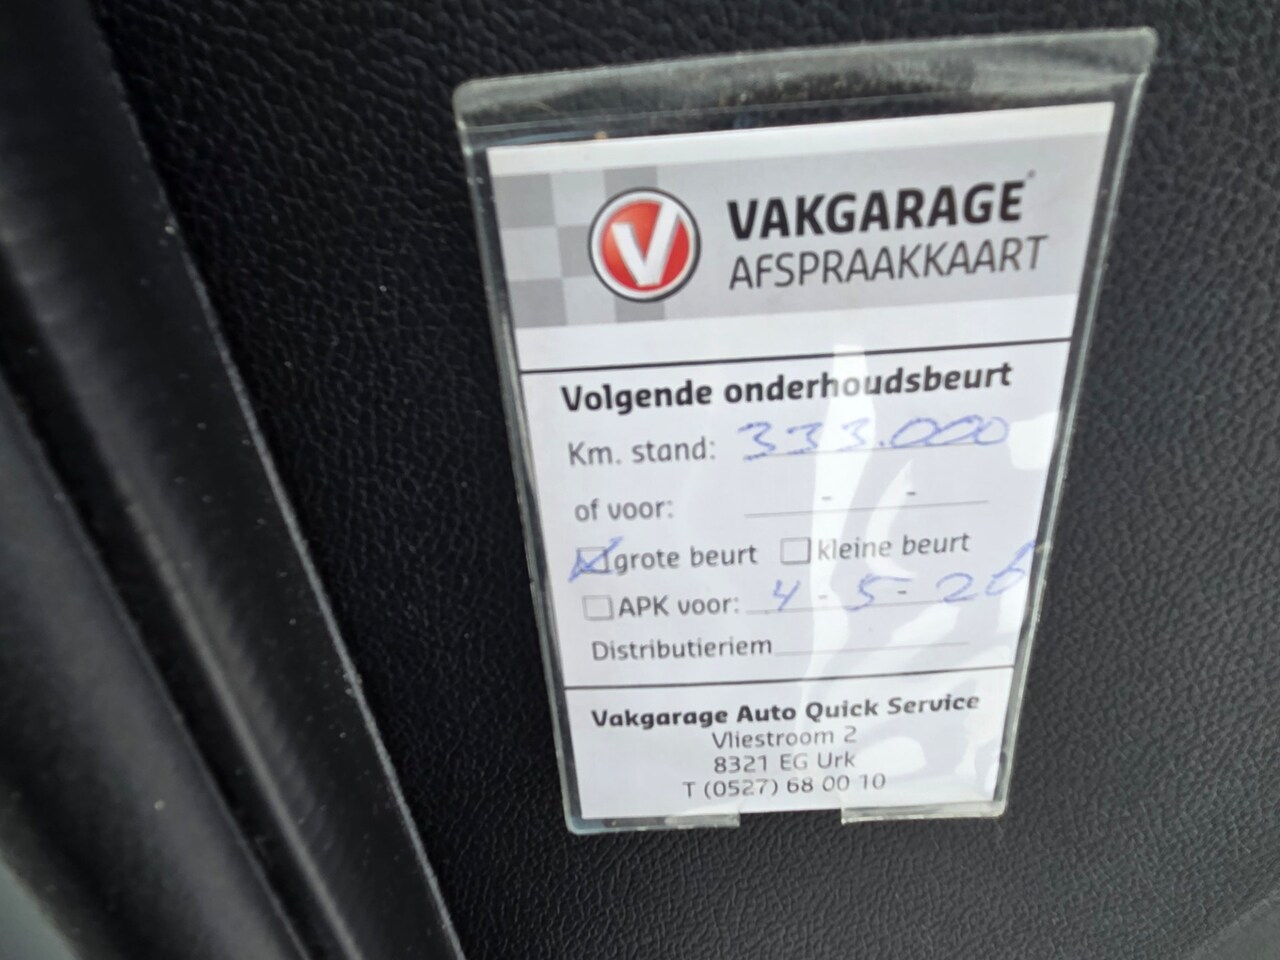 V
VAKGARAGE®
AFSPRAAKKAART
Volgende onderhoudsbeurt
Km. stand: 333.000
of voor: - -
grote beurt kleine beurt
APK voor: 4-5-26
Distributieriem
Vakgarage Auto Quick Service
Vliestroom 2
8321 EG Urk
T (0527) 68 00 10